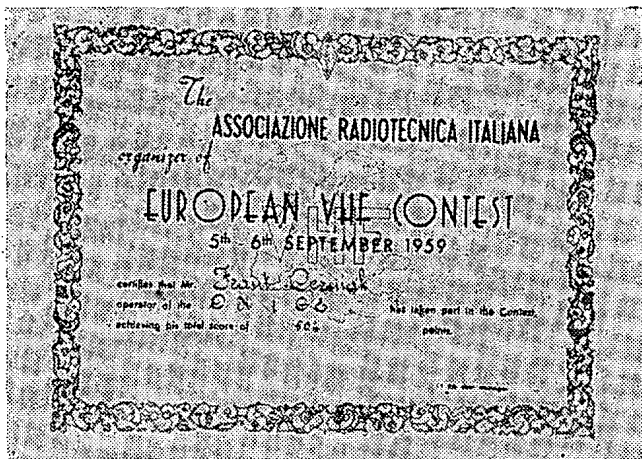 The
ASSOCIAZIONE RADIOTECNICA ITALIANA
organizer of
EUROPEAN VHF CONTEST
5th - 6th SEPTEMBER 1959
certifies that Mr.
operator of the has taken part in the Contest,
achieving his total score of points.